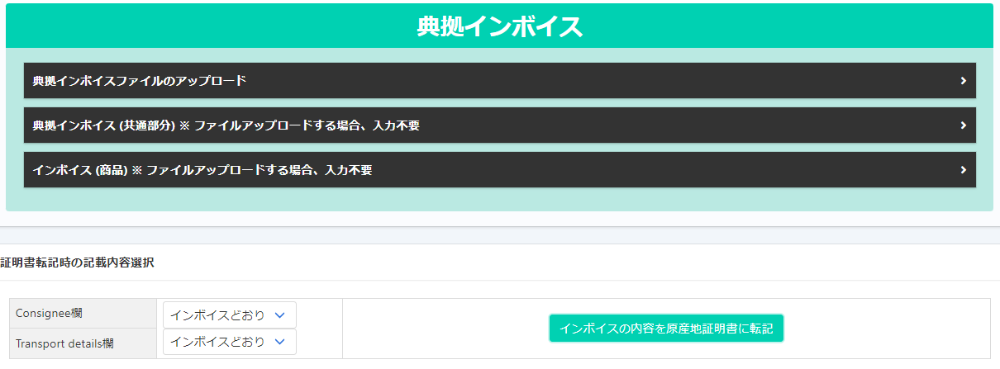 典拠インボイス
典拠インボイスファイルのアップロード
典拠インボイス (共通部分) ※ ファイルアップロードする場合、入力不要
インボイス (商品) ※ ファイルアップロードする場合、入力不要
証明書転記時の記載内容選択
Consignee欄
インボイスどおり
インボイスの内容を原産地証明書に転記
Transport details欄
インボイスどおり